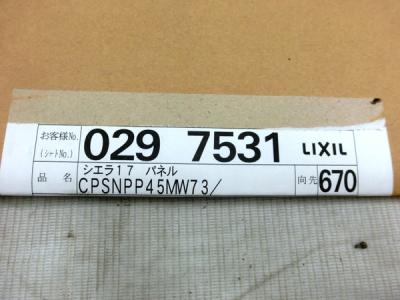 お客様No.
(シートNo.)
029 7531 LIXIL
品名
シエラ17 パネル
CPSNPP45MW73/
向先 670